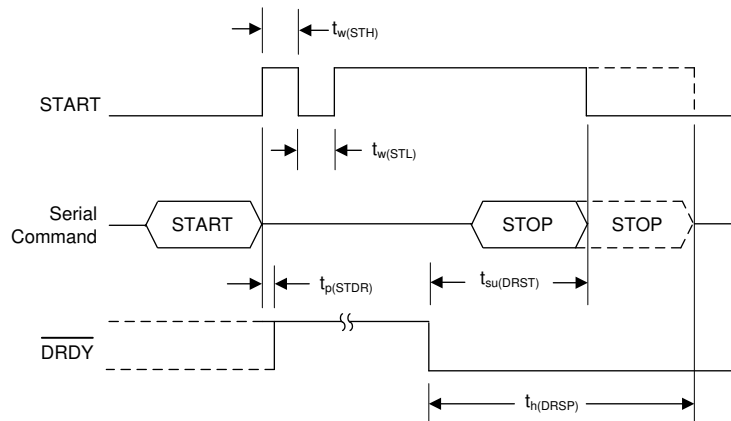 t_w(STH)
START
t_w(STL)
Serial
Command
START
STOP
STOP
t_p(STDR)
t_su(DRST)
DRDY
t_h(DRSP)